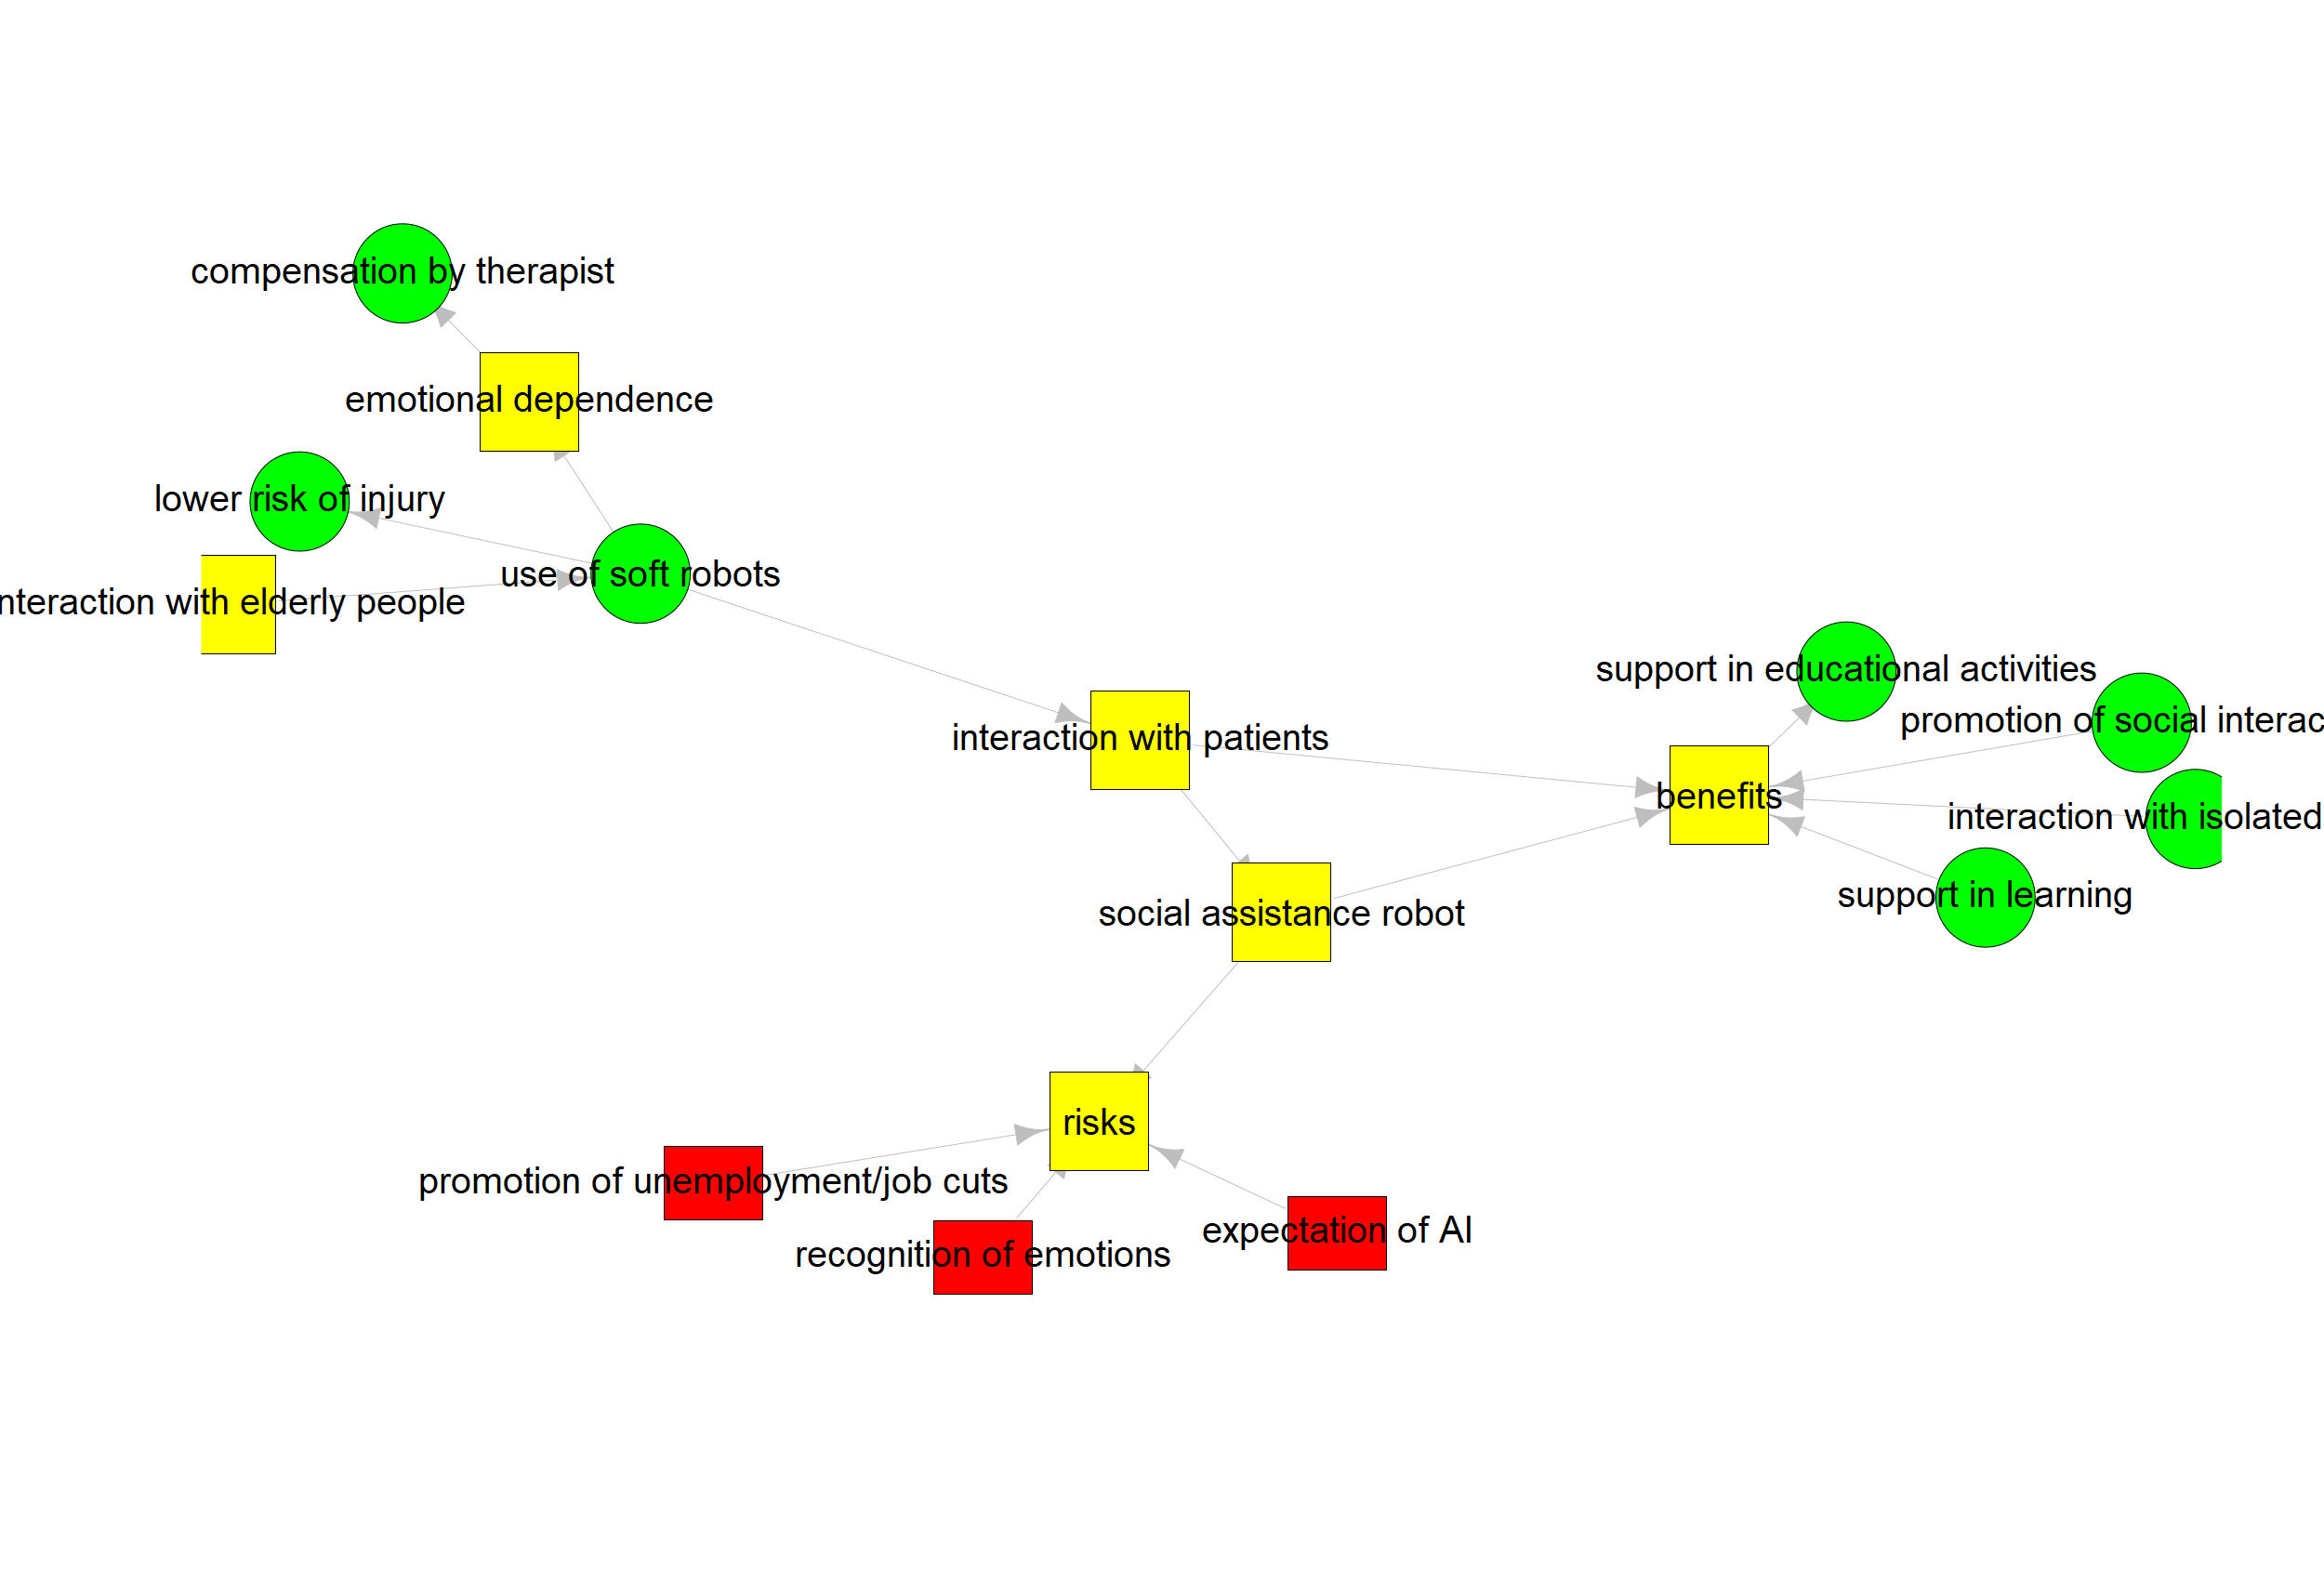 compensation by therapist
emotional dependence
lower risk of injury
use of soft robots
nteraction with elderly people
support in educational activities
promotion of social interac
interaction with patients
benefits
interaction with isolated
support in learning
social assistance robot
risks
promotion of unemployment/job cuts
expectation of AI
recognition of emotions